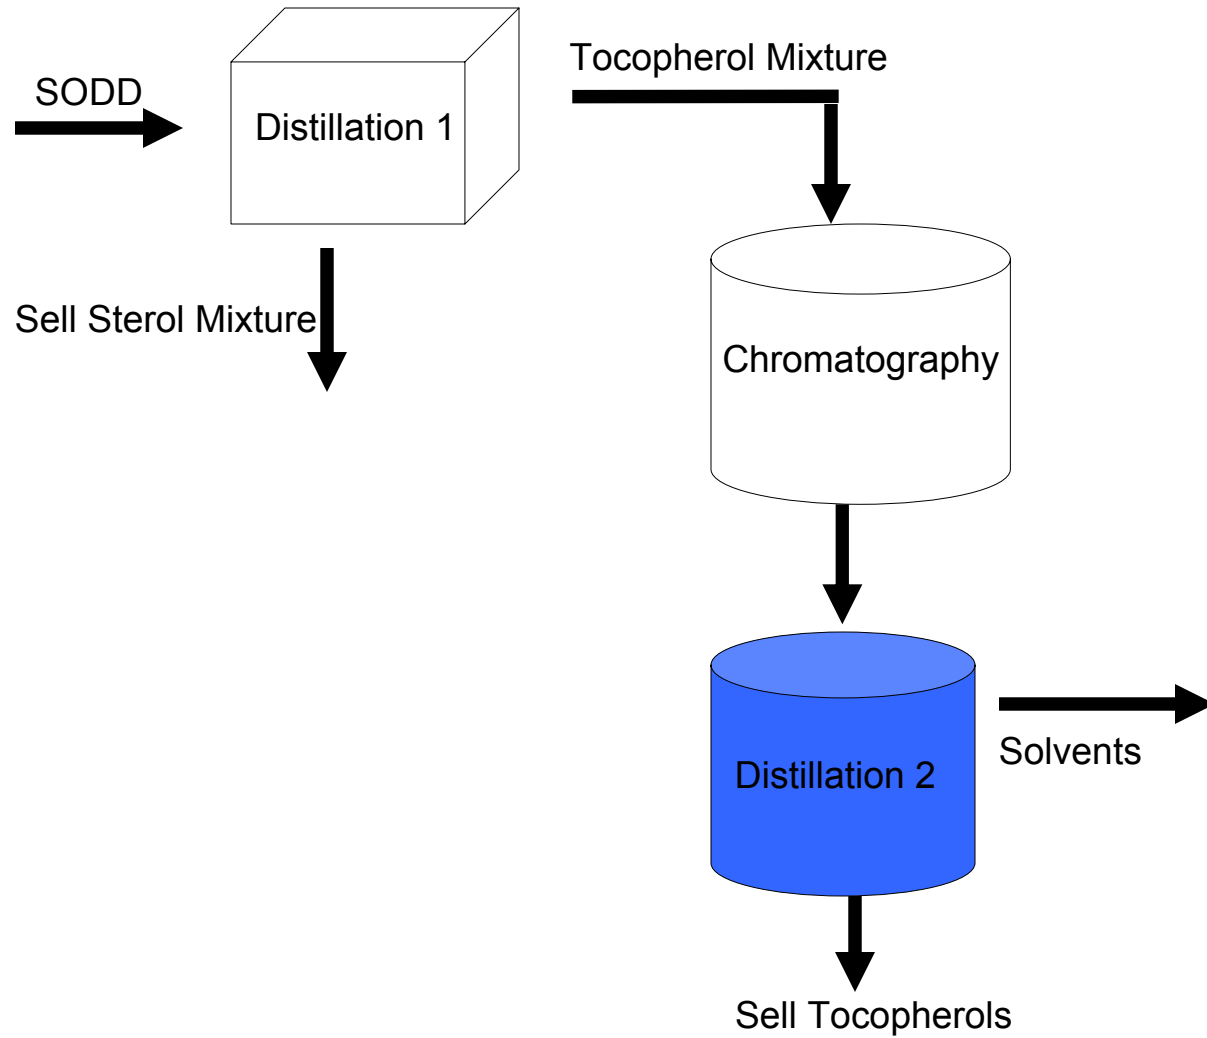 SODD
Distillation 1
Tocopherol Mixture
Sell Sterol Mixture
Chromatography
Distillation 2
Solvents
Sell Tocopherols